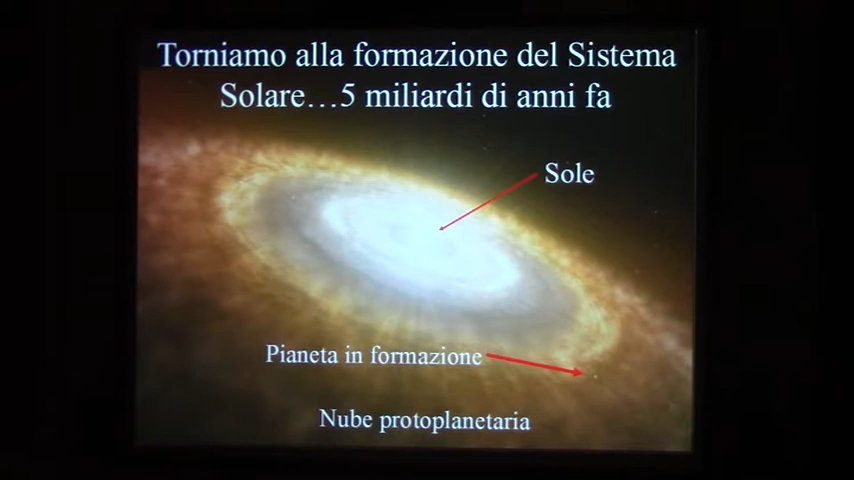 Torniamo alla formazione del Sistema
Solare…5 miliardi di anni fa
Sole
Pianeta in formazione
Nube protoplanetaria